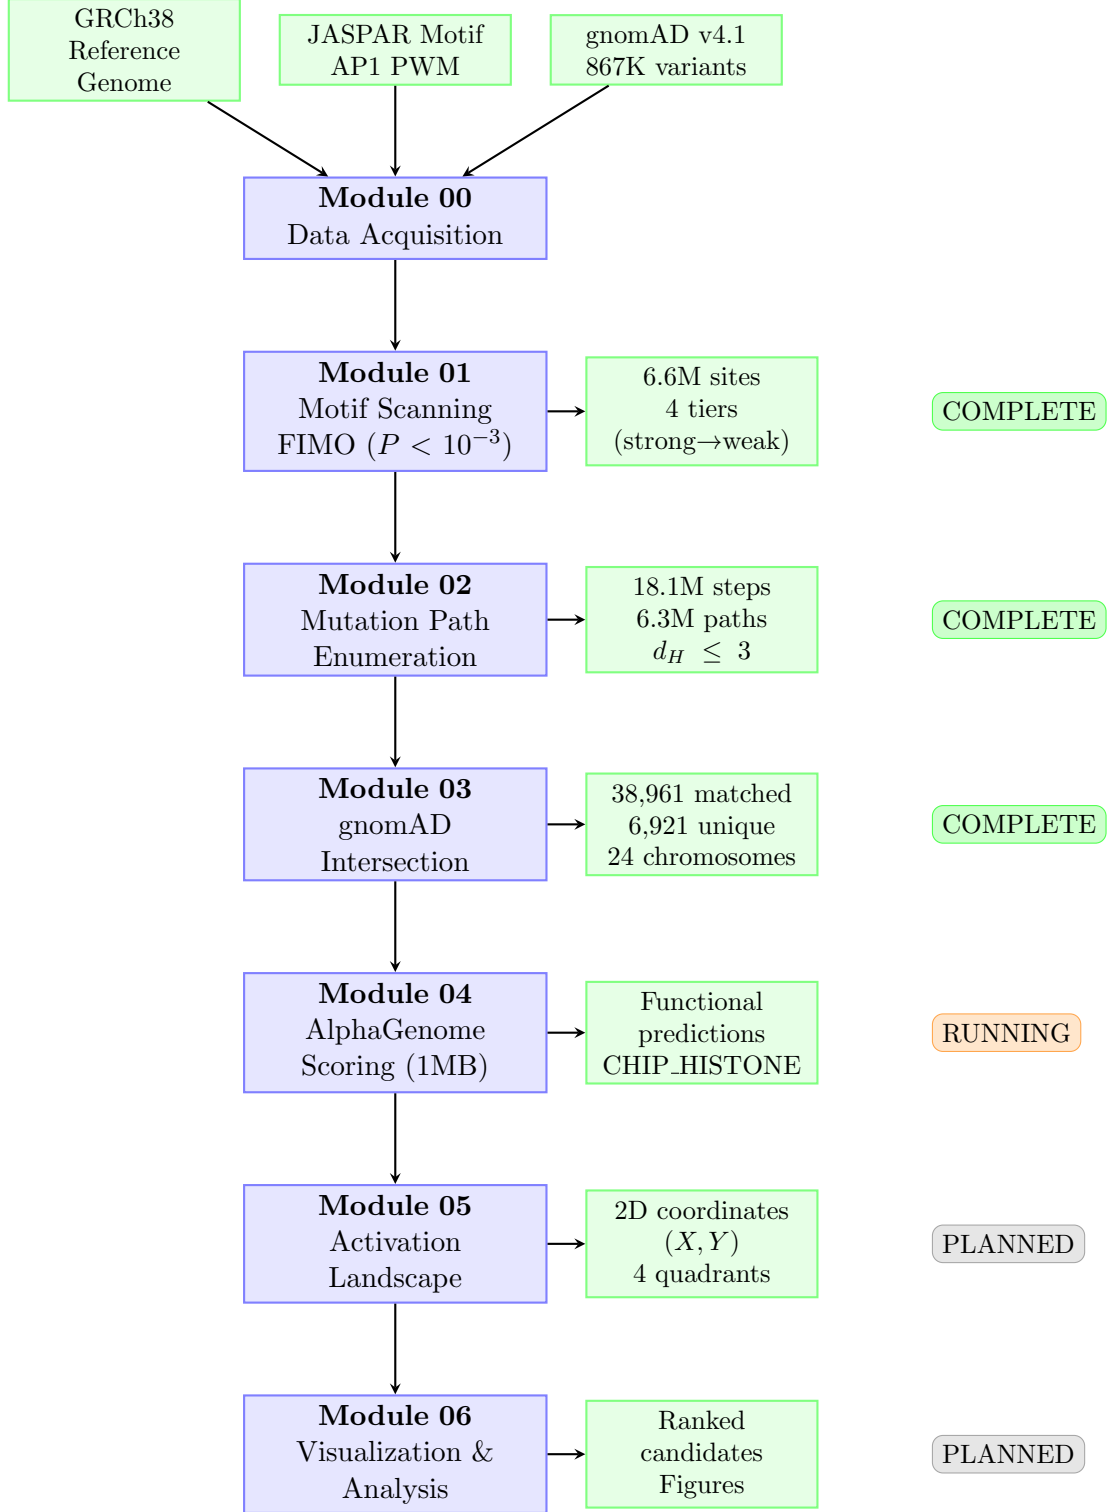 GRCh38
Reference
Genome
JASPAR Motif
AP1 PWM
gnomAD v4.1
867K variants
Module 00
Data Acquisition
Module 01
Motif Scanning
FIMO (P < 10⁻³)
6.6M sites
4 tiers
(strong→weak)
COMPLETE
Module 02
Mutation Path
Enumeration
18.1M steps
6.3M paths
d_H ≤ 3
COMPLETE
Module 03
gnomAD
Intersection
38,961 matched
6,921 unique
24 chromosomes
COMPLETE
Module 04
AlphaGenome
Scoring (1MB)
Functional
predictions
CHIP_HISTONE
RUNNING
Module 05
Activation
Landscape
2D coordinates
(X, Y)
4 quadrants
PLANNED
Module 06
Visualization &
Analysis
Ranked
candidates
Figures
PLANNED